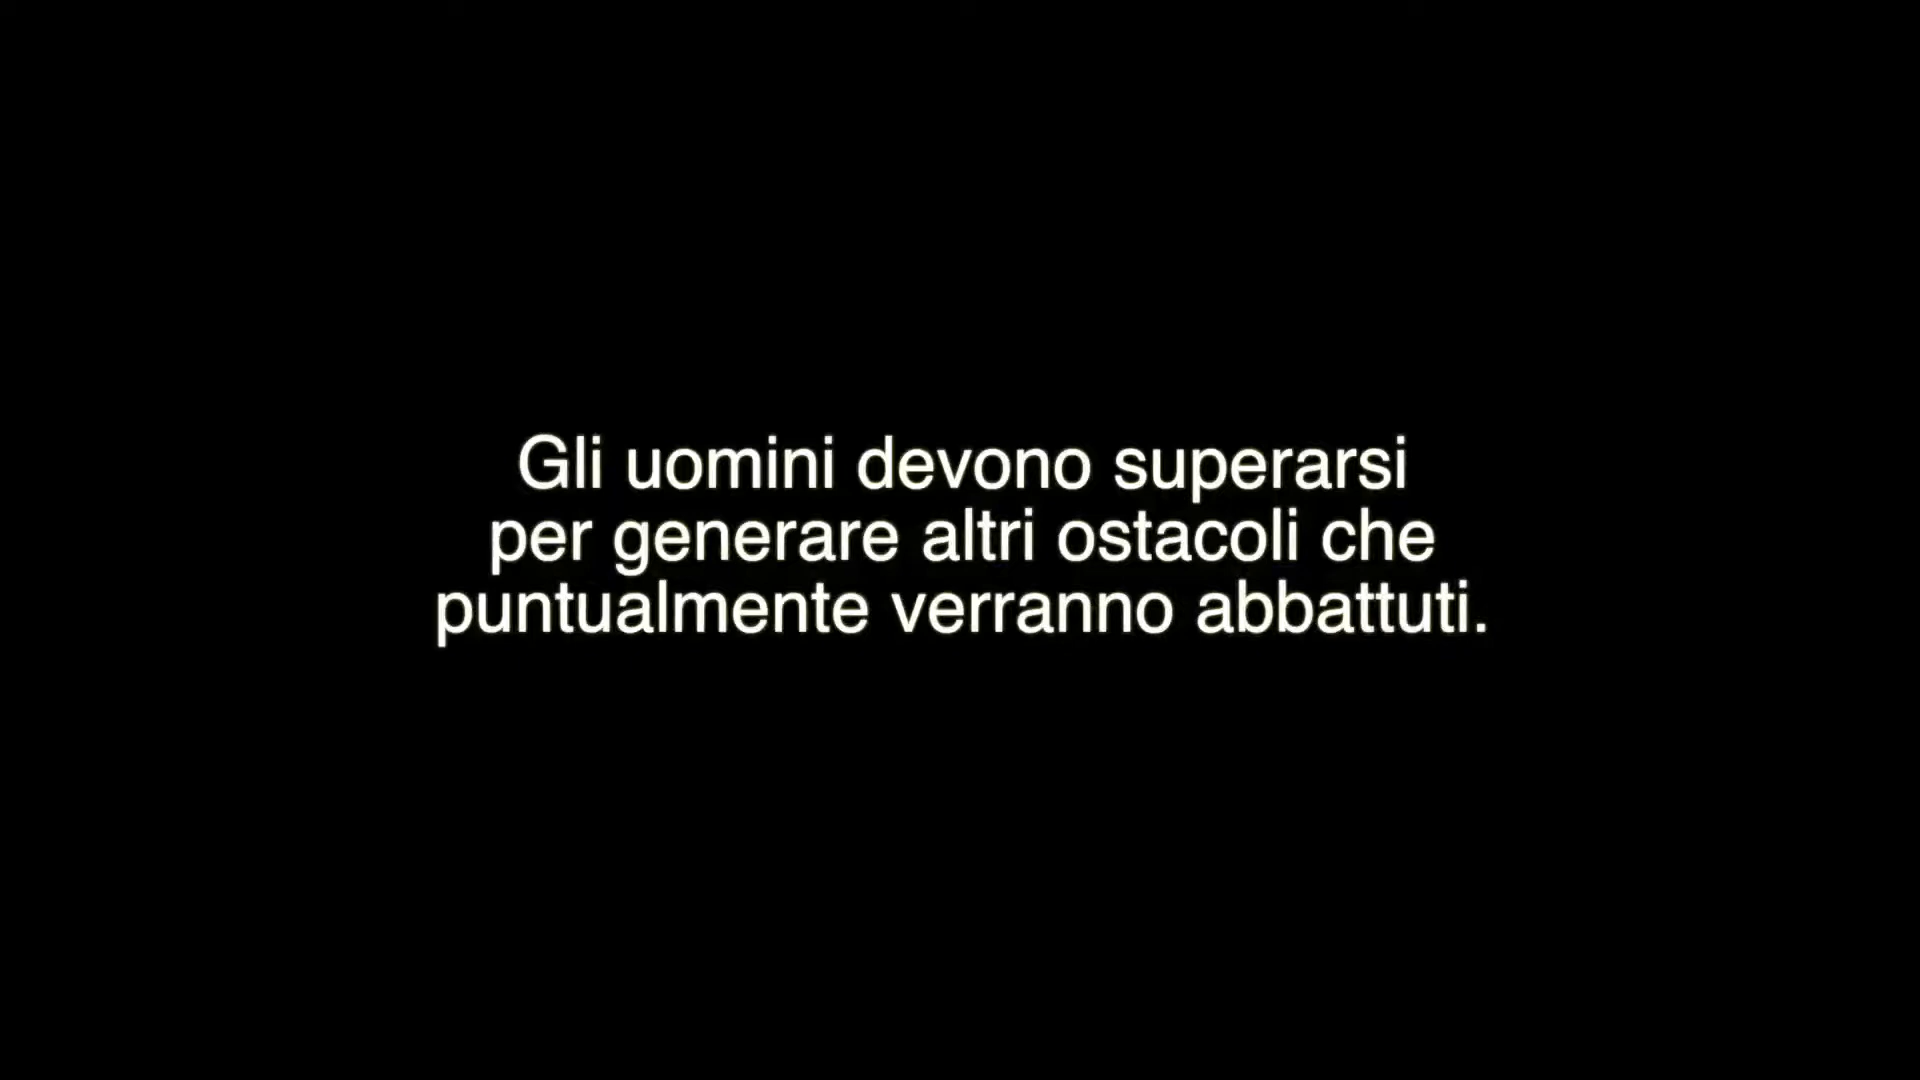 Gli uomini devono superarsi
per generare altri ostacoli che
puntualmente verranno abbattuti.